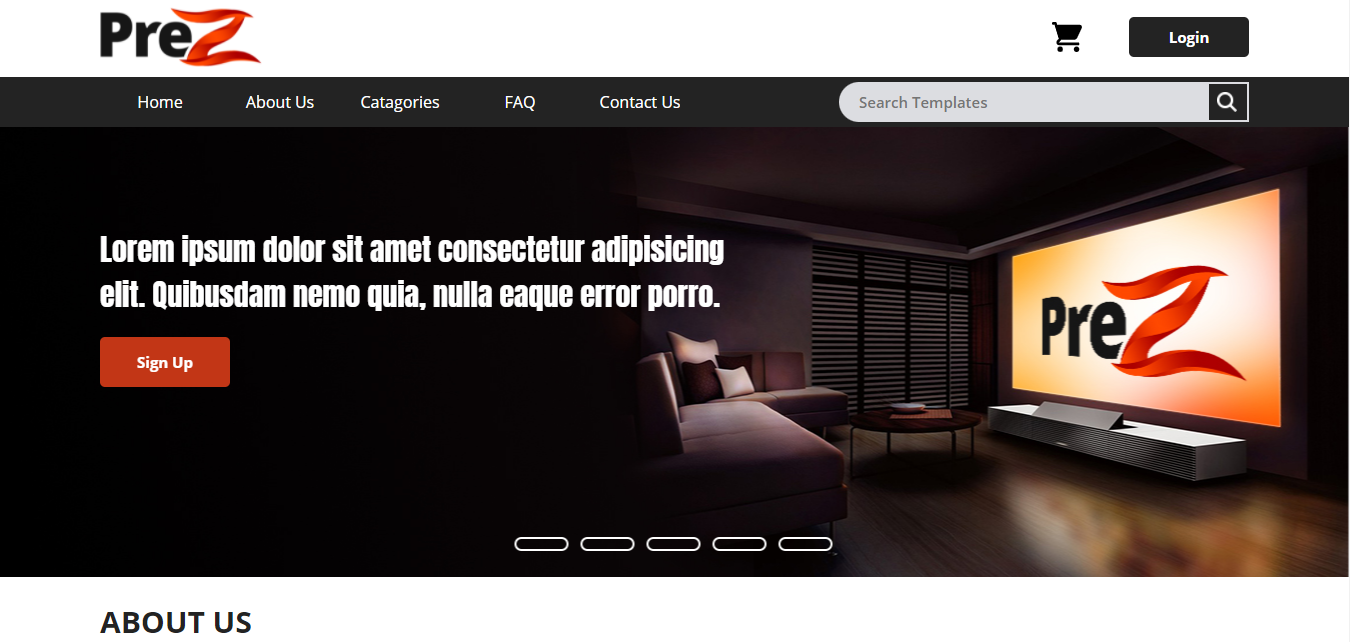 PreZ
Login
Home
About Us
Catagories
FAQ
Contact Us
Search Templates
Lorem ipsum dolor sit amet consectetur adipisicing
elit. Quibusdam nemo quia, nulla eaque error porro.
Sign Up
PreZ
ABOUT US